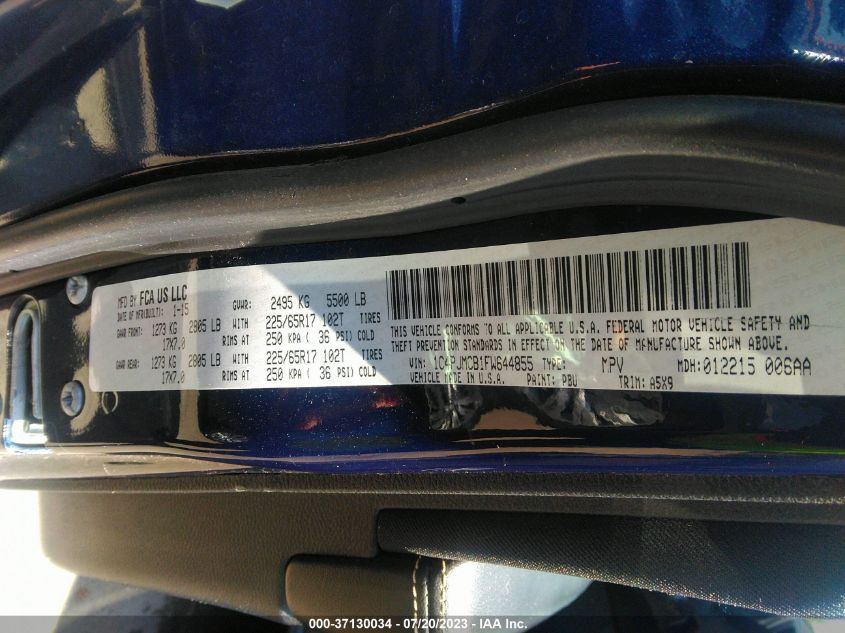 MFD BY FCA US LLC
DATE OF MFR(BUILT): 1-15
GVWR: 2495 KG 5500 LB
GAWR FRONT: 1273 KG 2805 LB WITH 225/65R17 102T TIRES
17X7.0 RIMS AT 250 KPA ( 36 PSI) COLD
GAWR REAR: 1273 KG 2805 LB WITH 225/65R17 102T TIRES
17X7.0 RIMS AT 250 KPA ( 36 PSI) COLD
THIS VEHICLE CONFORMS TO ALL APPLICABLE U.S.A. FEDERAL MOTOR VEHICLE SAFETY AND
THEFT PREVENTION STANDARDS IN EFFECT ON THE DATE OF MANUFACTURE SHOWN ABOVE.
VIN: 1C4PJMCB1FW644855 TYPE: MPV MDH:012215 006AA
VEHICLE MADE IN U.S.A. PAINT: PBU TRIM: A5X9
000-37130034 - 07/20/2023 - IAA Inc.